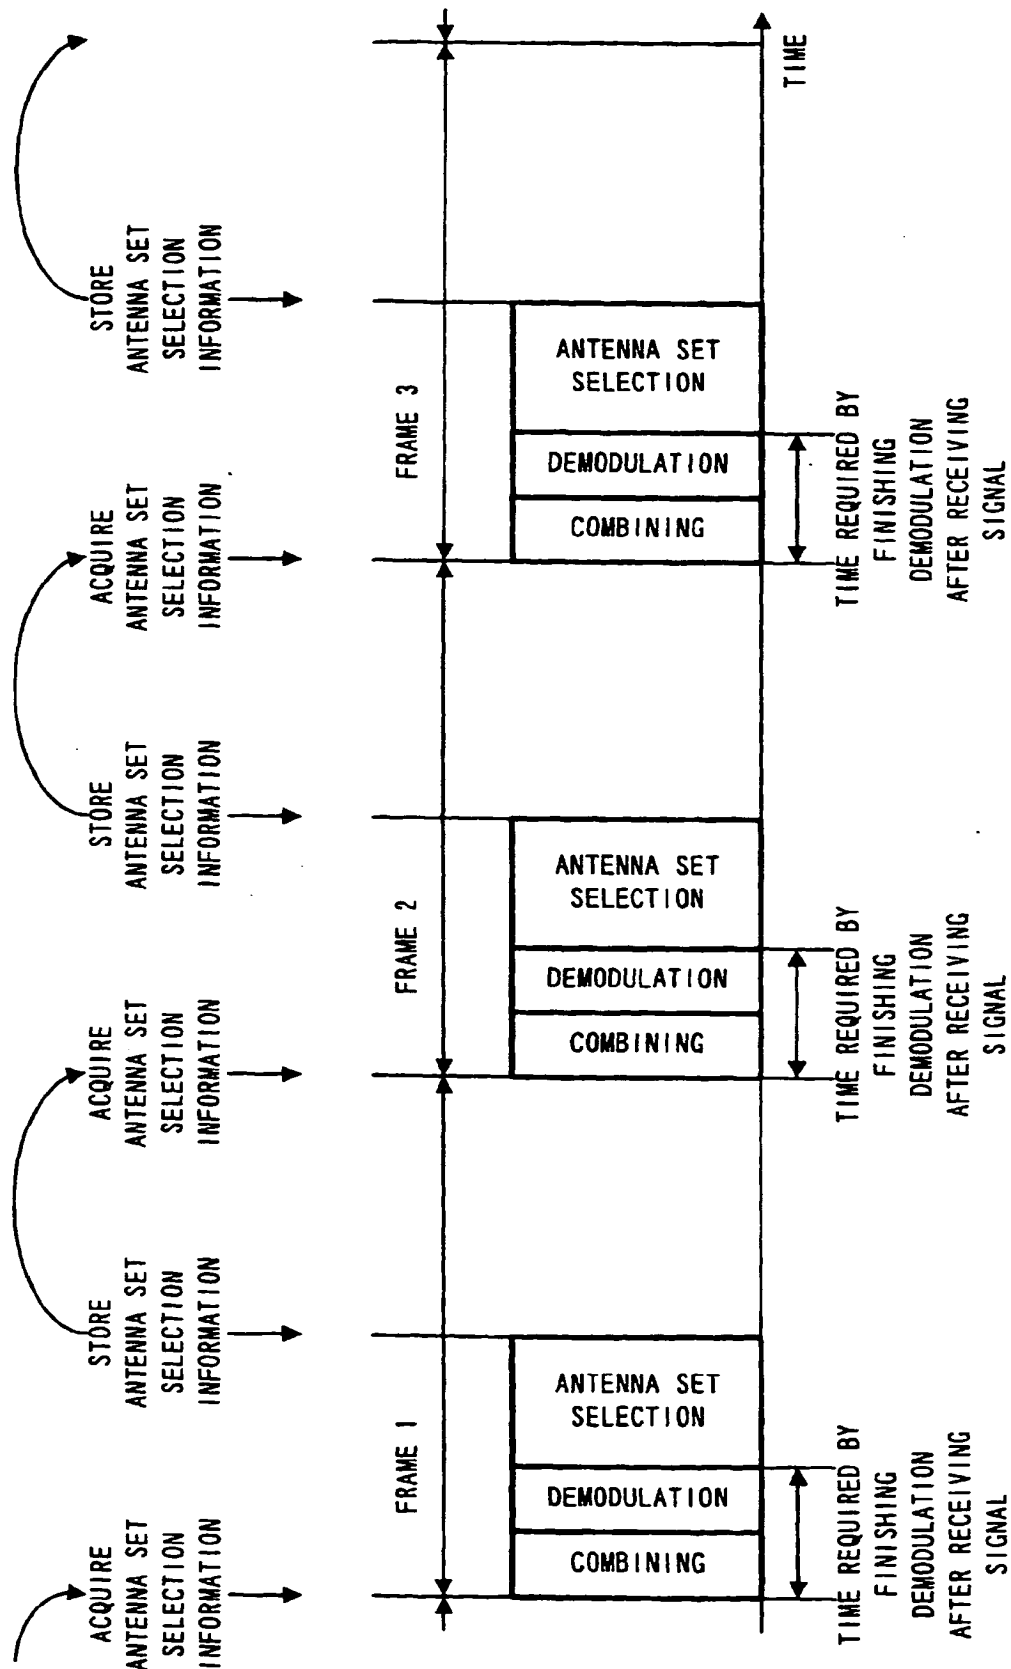 ACQUIRE
ANTENNA SET
SELECTION
INFORMATION
STORE
ANTENNA SET
SELECTION
INFORMATION
ACQUIRE
ANTENNA SET
SELECTION
INFORMATION
STORE
ANTENNA SET
SELECTION
INFORMATION
ACQUIRE
ANTENNA SET
SELECTION
INFORMATION
STORE
ANTENNA SET
SELECTION
INFORMATION
FRAME 1
FRAME 2
FRAME 3
COMBINING
DEMODULATION
ANTENNA SET
SELECTION
COMBINING
DEMODULATION
ANTENNA SET
SELECTION
COMBINING
DEMODULATION
ANTENNA SET
SELECTION
TIME
TIME REQUIRED BY
FINISHING
DEMODULATION
AFTER RECEIVING
SIGNAL
TIME REQUIRED BY
FINISHING
DEMODULATION
AFTER RECEIVING
SIGNAL
TIME REQUIRED BY
FINISHING
DEMODULATION
AFTER RECEIVING
SIGNAL